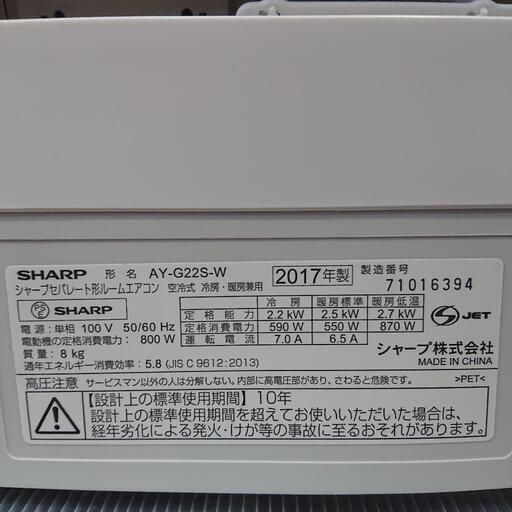 SHARP 形名 AY-G22S-W 2017年製 製造番号 71016394
シャープセパレート形ルームエアコン 空冷式 冷房・暖房兼用
PS E SHARP
冷房 暖房標準 暖房低温
定格能力 2.2 kW 2.5 kW 2.7 kW
定格消費電力 590 W 550 W 870 W
運転電流 7.0 A 6.5 A
電源:単相 100 V 50/60 Hz
電動機の定格消費電力: 800 W
質量: 8 kg
通年エネルギー消費効率: 5.8 (JIS C 9612:2013)
S JET
シャープ株式会社
MADE IN CHINA
高圧注意 サービスマン以外の人は分解しない。内部に高電圧部があり、さわると危険です。
>PET<
【設計上の標準使用期間】10年
設計上の標準使用期間を超えてお使いいただいた場合は、
経年劣化による発火・けが等の事故に至るおそれがあります。